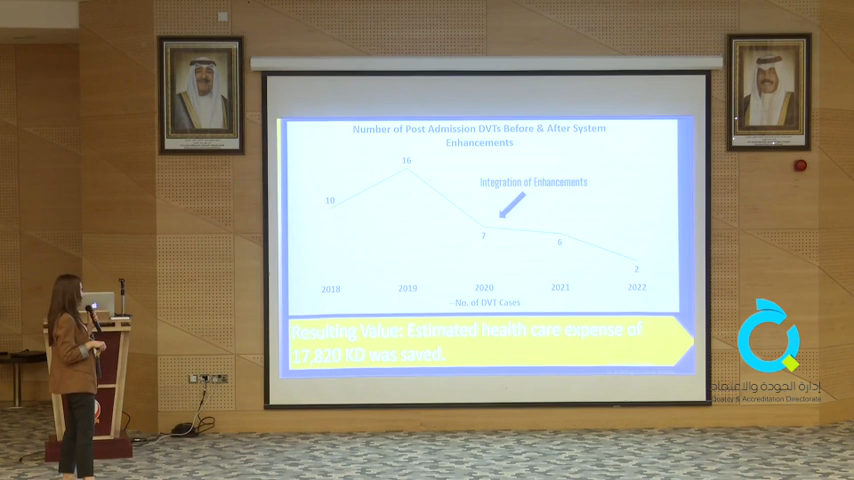 Number of Post Admission DVTs Before & After System
Enhancements
16
Integration of Enhancements
10
7
6
2
2018 2019 2020 2021 2022
No. of DVT Cases
Resulting Value: Estimated health care expense of
17,820 KD was saved.
إدارة الجودة والاعتماد
Quality & Accreditation Directorate